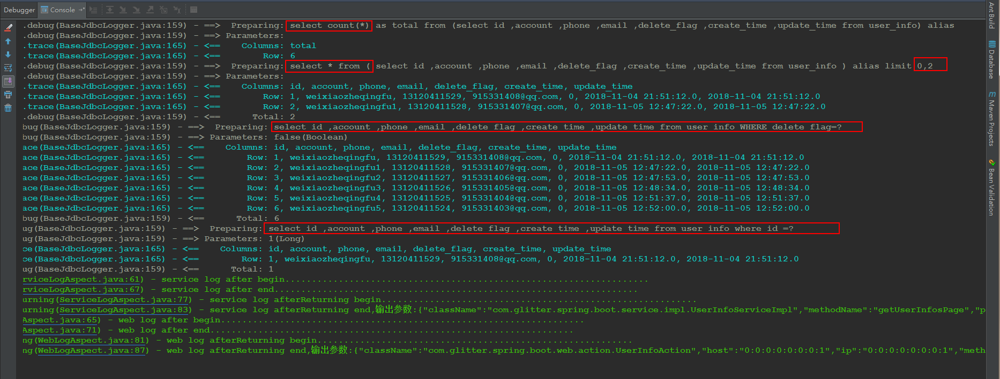 Debugger Console
.debug(BaseJdbcLogger.java:159) - ==>  Preparing: select count(*) as total from (select id ,account ,phone ,email ,delete_flag ,create_time ,update_time from user_info) alias
.debug(BaseJdbcLogger.java:159) - ==> Parameters:
.trace(BaseJdbcLogger.java:165) - <==    Columns: total
.trace(BaseJdbcLogger.java:165) - <==        Row: 6
.debug(BaseJdbcLogger.java:159) - ==>  Preparing: select * from ( select id ,account ,phone ,email ,delete_flag ,create_time ,update_time from user_info ) alias limit 0,2
.debug(BaseJdbcLogger.java:159) - ==> Parameters:
.trace(BaseJdbcLogger.java:165) - <==    Columns: id, account, phone, email, delete_flag, create_time, update_time
.trace(BaseJdbcLogger.java:165) - <==        Row: 1, weixiaozheqingfu, 13120411529, 915331408@qq.com, 0, 2018-11-04 21:51:12.0, 2018-11-04 21:51:12.0
.trace(BaseJdbcLogger.java:165) - <==        Row: 2, weixiaozheqingfu1, 13120411528, 915331407@qq.com, 0, 2018-11-05 12:47:22.0, 2018-11-05 12:47:22.0
.debug(BaseJdbcLogger.java:159) - <==      Total: 2
bug(BaseJdbcLogger.java:159) - ==>  Preparing: select id ,account ,phone ,email ,delete_flag ,create_time ,update_time from user_info WHERE delete_flag=?
bug(BaseJdbcLogger.java:159) - ==> Parameters: false(Boolean)
ace(BaseJdbcLogger.java:165) - <==    Columns: id, account, phone, email, delete_flag, create_time, update_time
ace(BaseJdbcLogger.java:165) - <==        Row: 1, weixiaozheqingfu, 13120411529, 915331408@qq.com, 0, 2018-11-04 21:51:12.0, 2018-11-04 21:51:12.0
ace(BaseJdbcLogger.java:165) - <==        Row: 2, weixiaozheqingfu1, 13120411528, 915331407@qq.com, 0, 2018-11-05 12:47:22.0, 2018-11-05 12:47:22.0
ace(BaseJdbcLogger.java:165) - <==        Row: 3, weixiaozheqingfu2, 13120411527, 915331406@qq.com, 0, 2018-11-05 12:47:53.0, 2018-11-05 12:47:53.0
ace(BaseJdbcLogger.java:165) - <==        Row: 4, weixiaozheqingfu3, 13120411526, 915331405@qq.com, 0, 2018-11-05 12:48:34.0, 2018-11-05 12:48:34.0
ace(BaseJdbcLogger.java:165) - <==        Row: 5, weixiaozheqingfu4, 13120411525, 915331404@qq.com, 0, 2018-11-05 12:51:37.0, 2018-11-05 12:51:37.0
ace(BaseJdbcLogger.java:165) - <==        Row: 6, weixiaozheqingfu5, 13120411524, 915331403@qq.com, 0, 2018-11-05 12:52:00.0, 2018-11-05 12:52:00.0
bug(BaseJdbcLogger.java:159) - <==      Total: 6
ug(BaseJdbcLogger.java:159) - ==>  Preparing: select id ,account ,phone ,email ,delete_flag ,create_time ,update_time from user_info where id =?
ug(BaseJdbcLogger.java:159) - ==> Parameters: 1(Long)
ce(BaseJdbcLogger.java:165) - <==    Columns: id, account, phone, email, delete_flag, create_time, update_time
ce(BaseJdbcLogger.java:165) - <==        Row: 1, weixiaozheqingfu, 13120411529, 915331408@qq.com, 0, 2018-11-04 21:51:12.0, 2018-11-04 21:51:12.0
ug(BaseJdbcLogger.java:159) - <==      Total: 1
rviceLogAspect.java:61) - service log after begin....................................................................
rviceLogAspect.java:67) - service log after end....................................................................
urning(ServiceLogAspect.java:77) - service log afterReturning begin...........................................................
urning(ServiceLogAspect.java:83) - service log afterReturning end,输出参数:{"className":"com.glitter.spring.boot.service.impl.UserInfoServiceImpl","methodName":"getUserInfosPage","p
Aspect.java:65) - web log after begin....................................................................
Aspect.java:71) - web log after end....................................................................
ng(WebLogAspect.java:81) - web log afterReturning begin...........................................................
ng(WebLogAspect.java:87) - web log afterReturning end,输出参数:{"className":"com.glitter.spring.boot.web.action.UserInfoAction","host":"0:0:0:0:0:0:0:1","ip":"0:0:0:0:0:0:0:1","meth
Ant Build
Database
Maven Projects
Bean Validation